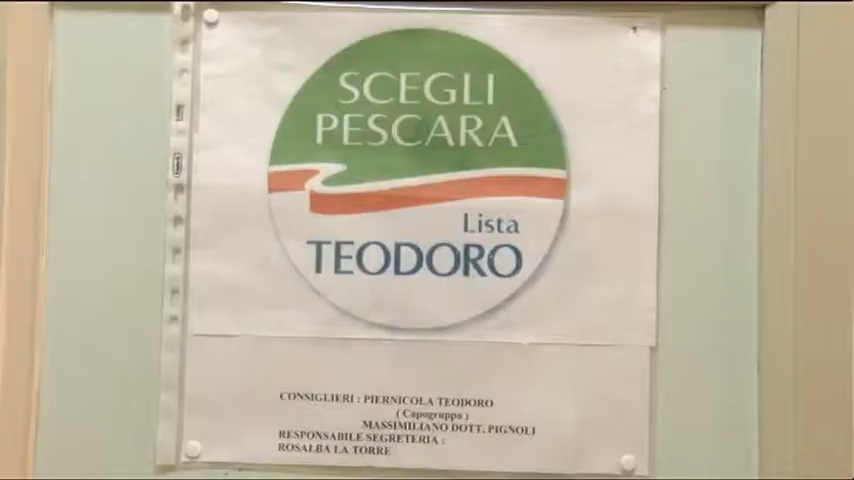 SCEGLI
PESCARA
Lista
TEODORO
CONSIGLIERI : PIERNICOLA TEODORO
( Capogruppo )
MASSIMILIANO DOTT. PIGNOLI
RESPONSABILE SEGRETERIA :
ROSALBA LA TORRE